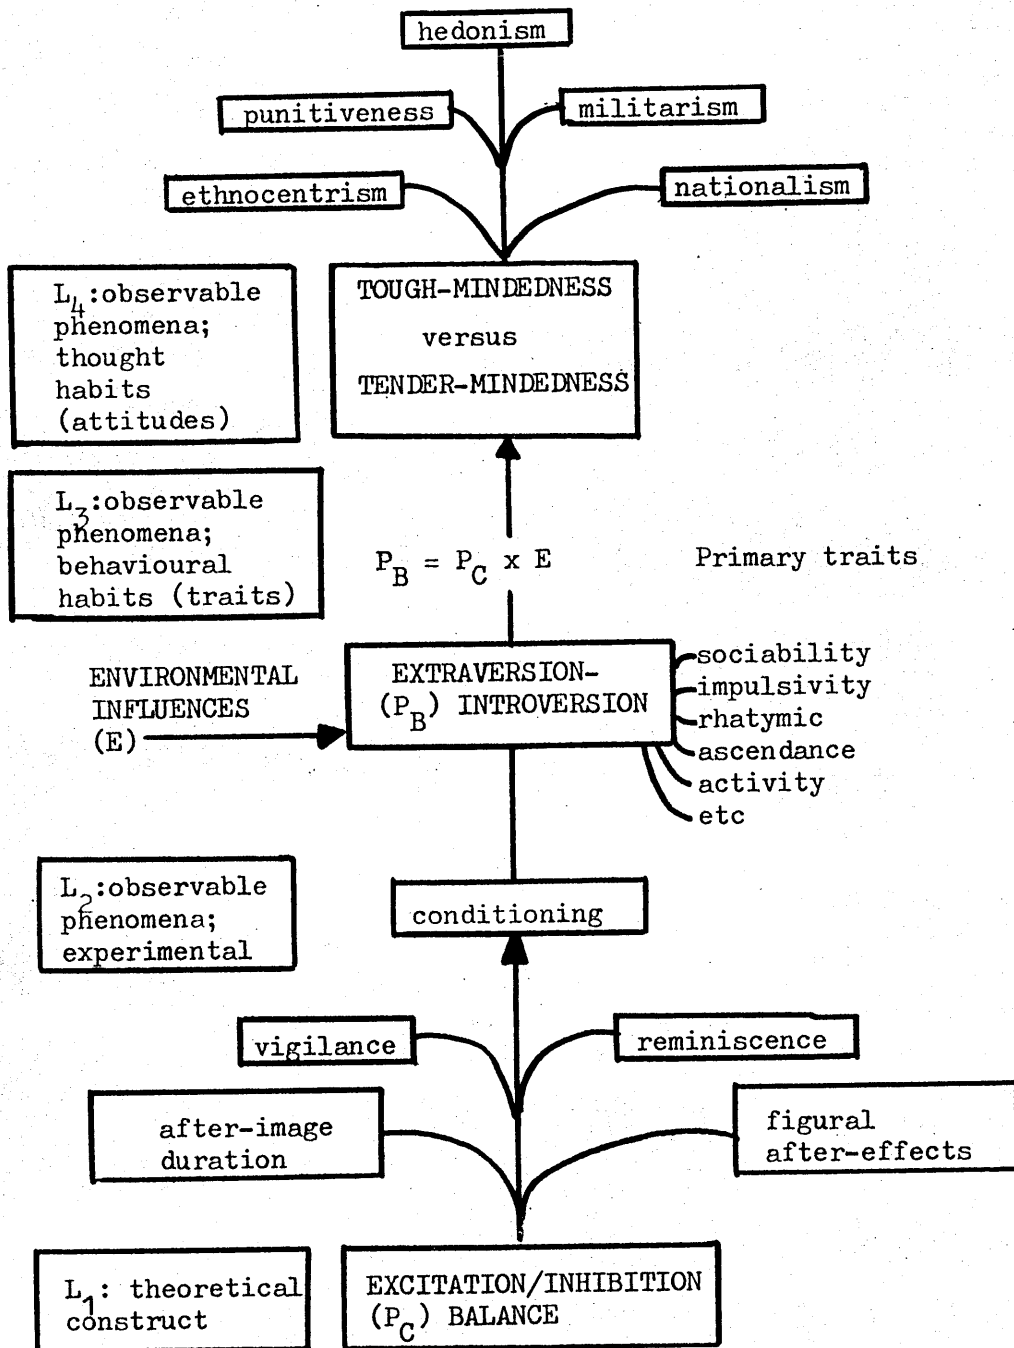 hedonism
punitiveness
militarism
ethnocentrism
nationalism
L4:observable
phenomena;
thought
habits
(attitudes)
TOUGH-MINDEDNESS
versus
TENDER-MINDEDNESS
L3:observable
phenomena;
behavioural
habits (traits)
PB = PC x E
Primary traits
ENVIRONMENTAL
INFLUENCES
(E)
EXTRAVERSION-
(PB) INTROVERSION
sociability
impulsivity
rhatymic
ascendance
activity
etc
L2:observable
phenomena;
experimental
conditioning
vigilance
reminiscence
after-image
duration
figural
after-effects
L1: theoretical
construct
EXCITATION/INHIBITION
(PC) BALANCE